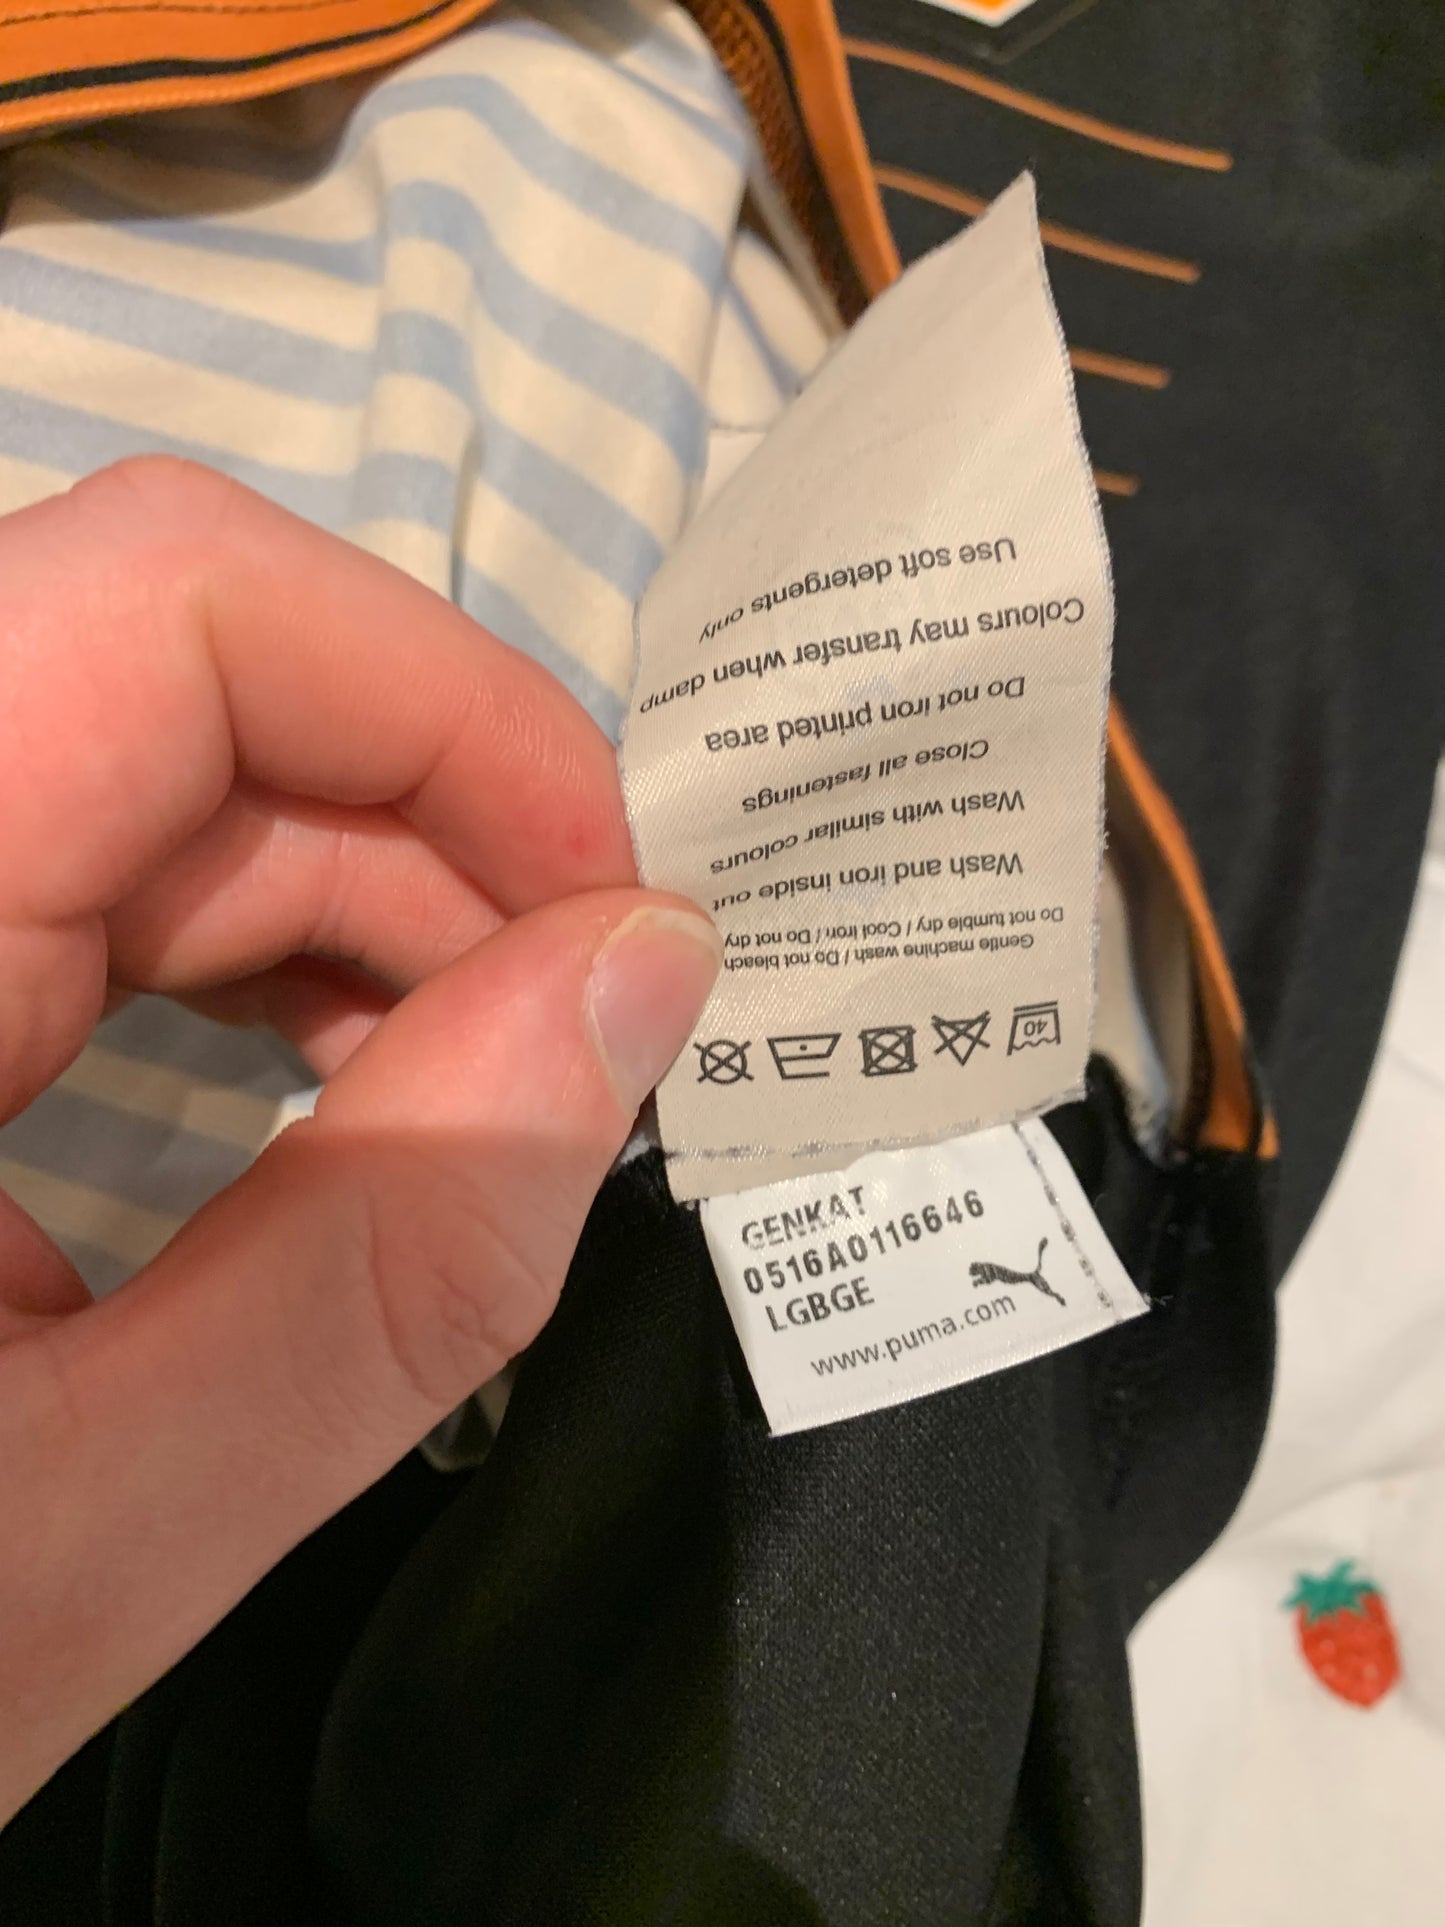 Gentle machine wash / Do not bleach
Do not tumble dry / Cool iron / Do not dry
Wash and iron inside out
Wash with similar colours
Close all fastenings
Do not iron printed area
Colours may transfer when damp
Use soft detergents only
40
GENKAT
0516A0116646
LGBGE
www.puma.com